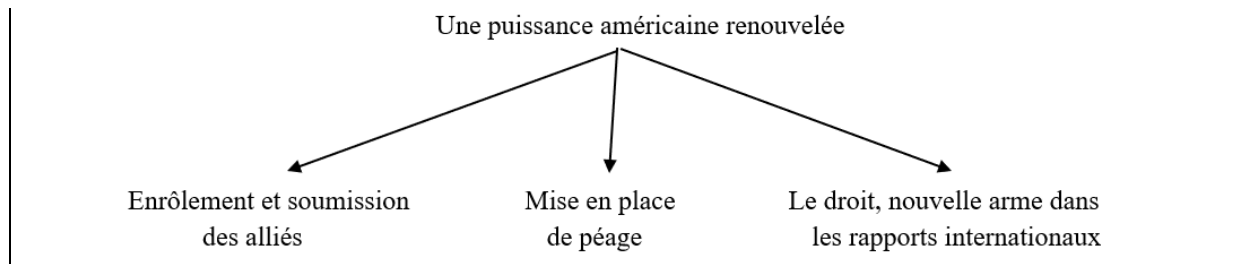 Une puissance américaine renouvelée
Enrôlement et soumission
des alliés
Mise en place
de péage
Le droit, nouvelle arme dans
les rapports internationaux